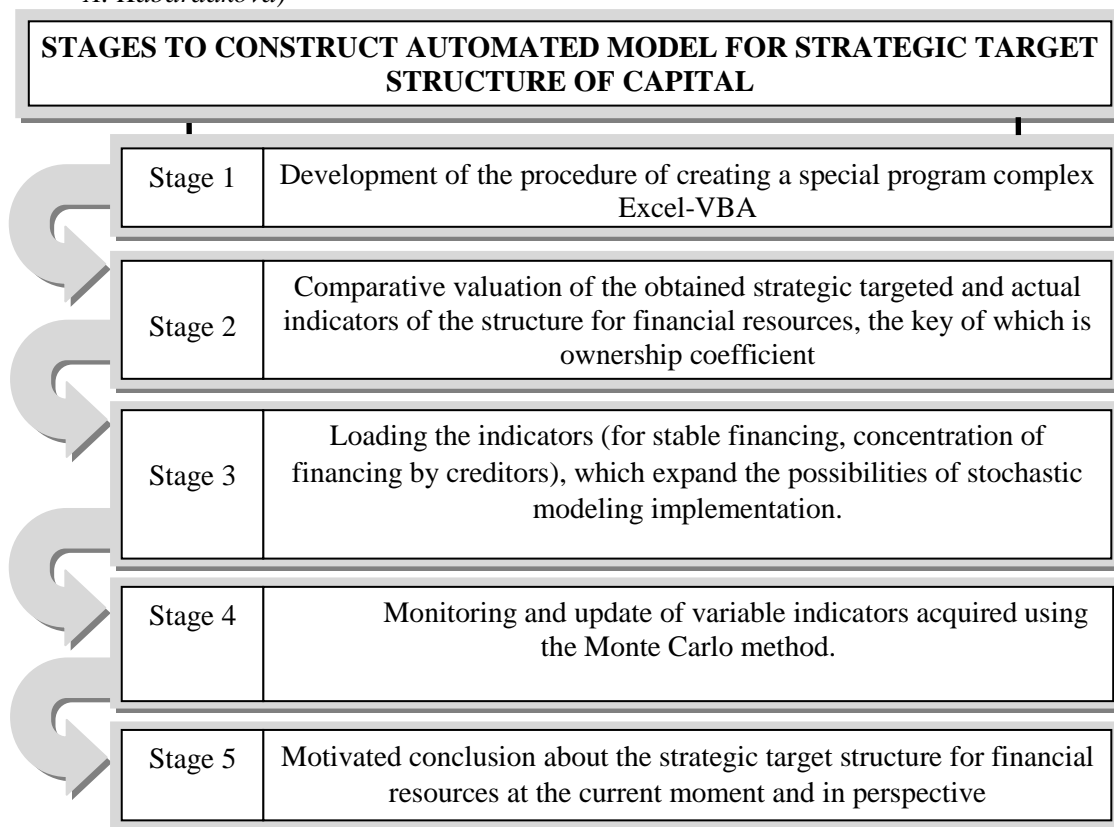 STAGES TO CONSTRUCT AUTOMATED MODEL FOR STRATEGIC TARGET
STRUCTURE OF CAPITAL
Stage 1
Development of the procedure of creating a special program complex
Excel-VBA
Stage 2
Comparative valuation of the obtained strategic targeted and actual
indicators of the structure for financial resources, the key of which is
ownership coefficient
Stage 3
Loading the indicators (for stable financing, concentration of
financing by creditors), which expand the possibilities of stochastic
modeling implementation.
Stage 4
Monitoring and update of variable indicators acquired using
the Monte Carlo method.
Stage 5
Motivated conclusion about the strategic target structure for financial
resources at the current moment and in perspective